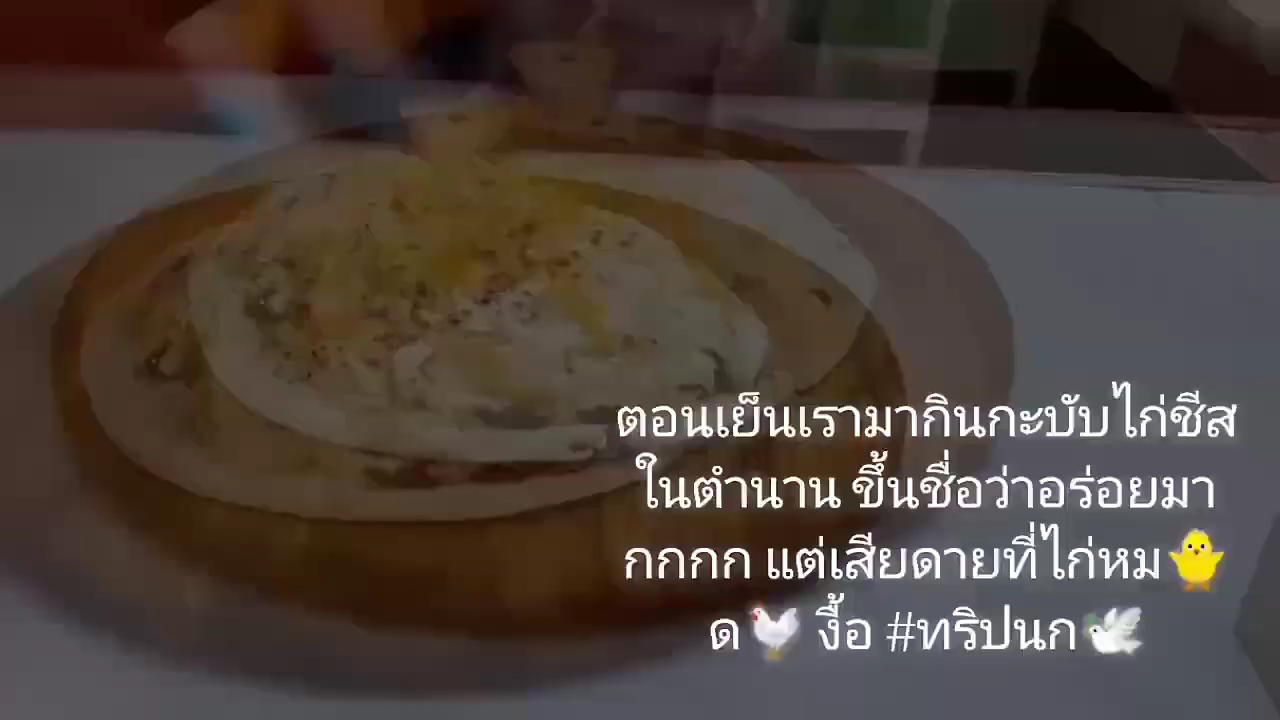 ตอนเย็นเรามากินกะบับไก่ชีส
ในตำนาน ขึ้นชื่อว่าอร่อยมา
กกกก แต่เสียดายที่ไก่หม🐥
ด🐓 งื้อ #ทริปนก🕊